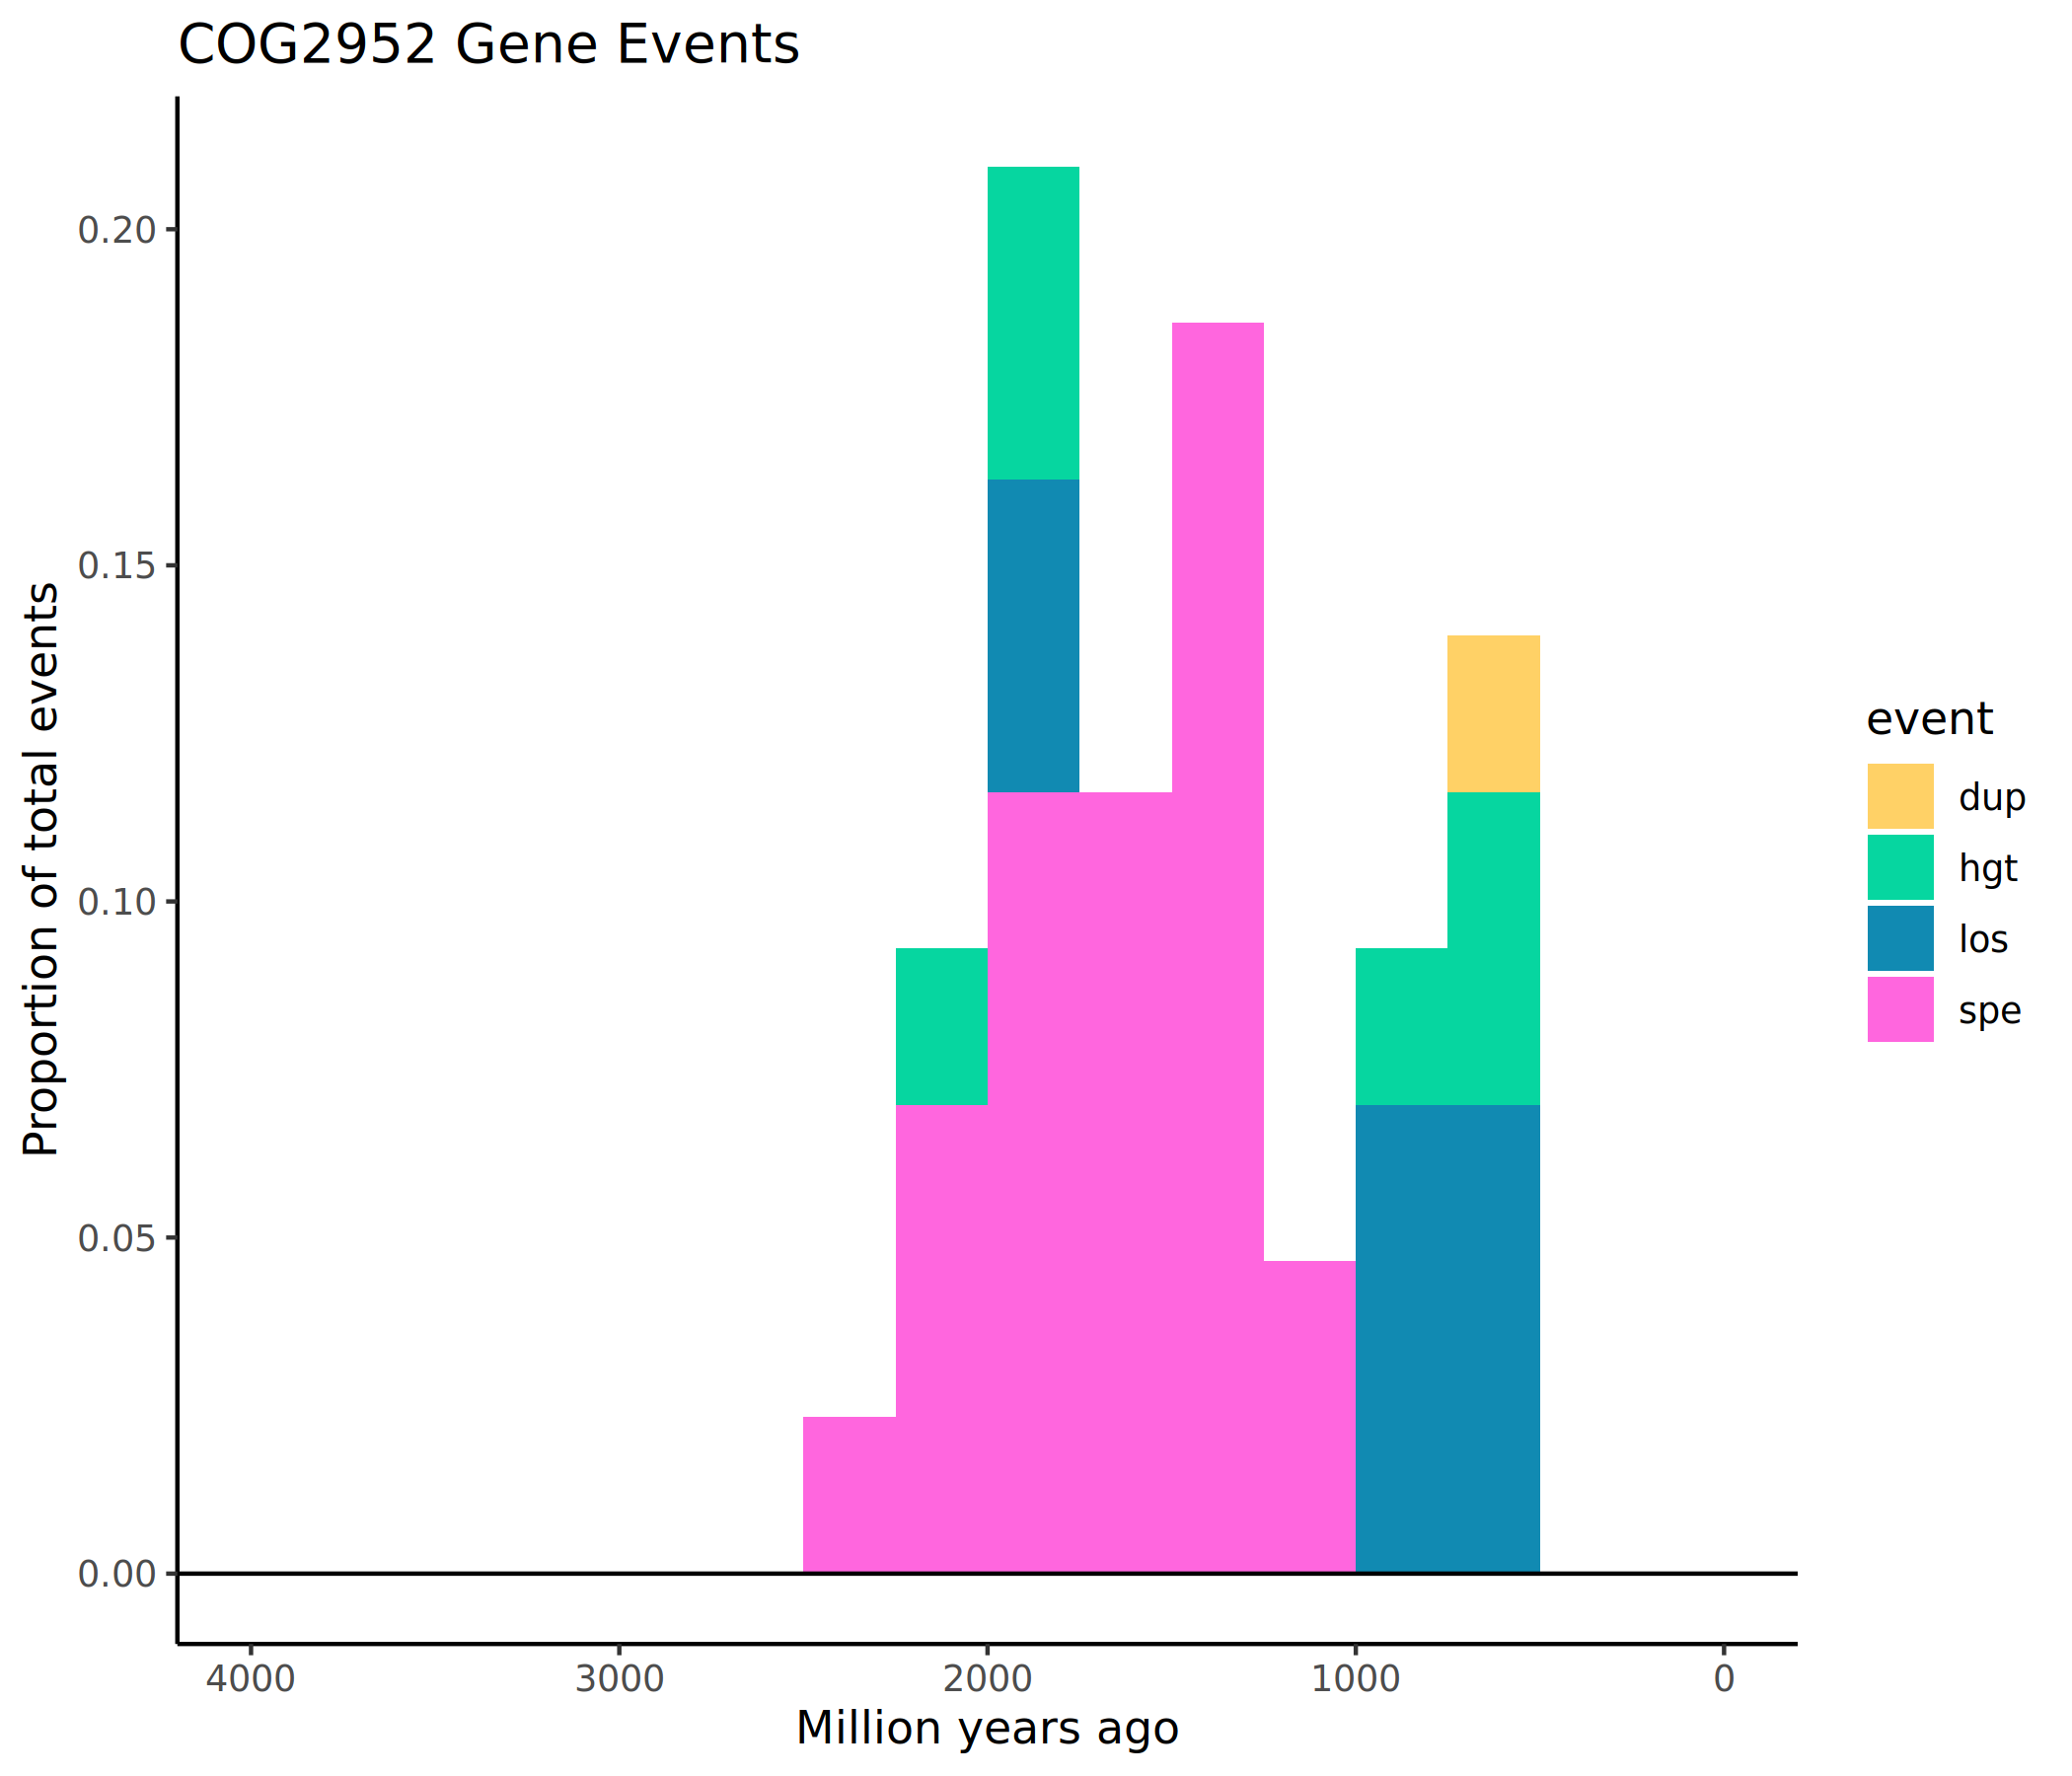 COG2952 Gene Events
Proportion of total events
0.20
0.15
0.10
0.05
0.00
4000 3000 2000 1000 0
Million years ago
event
dup
hgt
los
spe